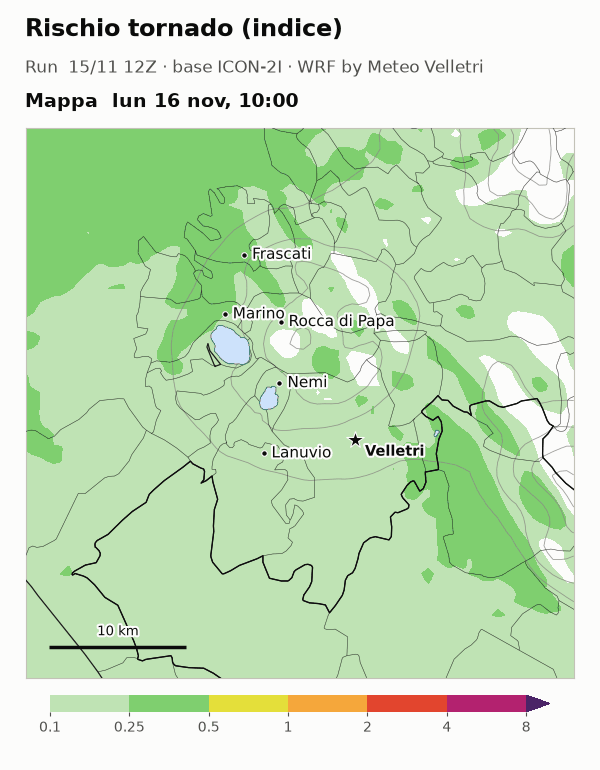 Rischio tornado (indice)
Run  15/11 12Z · base ICON-2I · WRF by Meteo Velletri
Mappa  lun 16 nov, 10:00
Frascati
Marino
Rocca di Papa
Nemi
Velletri
Lanuvio
10 km
0.1 0.25 0.5 1 2 4 8